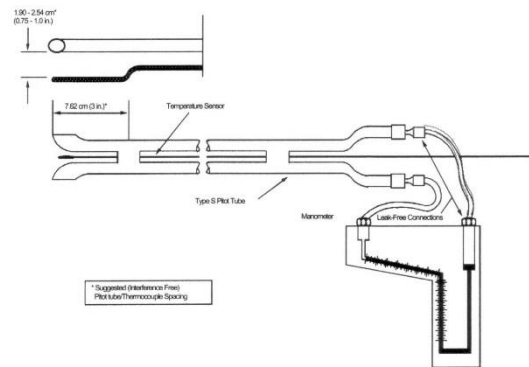 1.90 - 2.54 cm*
(0.75 - 1.0 in.)
7.62 cm (3 in.)*
Temperature Sensor
Type S Pitot Tube
Manometer
Leak-Free Connections
* Suggested (Interference Free)
Pitot tube/Thermocouple Spacing